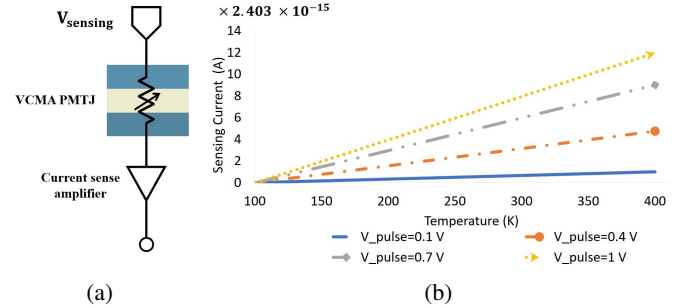 V_sensing
VCMA PMTJ
Current sense
amplifier
(a)
× 2.403 × 10^-15
Sensing Current (A)
14
12
10
8
6
4
2
0
100 150 200 250 300 350 400
Temperature (K)
V_pulse=0.1 V V_pulse=0.4 V
V_pulse=0.7 V V_pulse=1 V
(b)